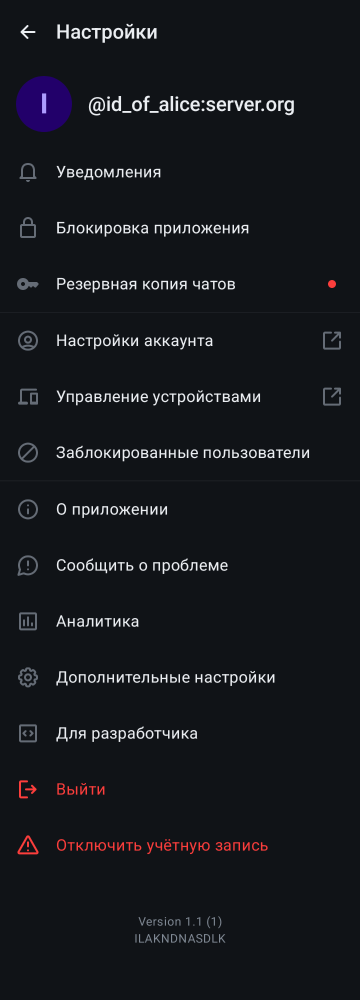 Настройки
I
@id_of_alice:server.org
Уведомления
Блокировка приложения
Резервная копия чатов
Настройки аккаунта
Управление устройствами
Заблокированные пользователи
О приложении
Сообщить о проблеме
Аналитика
Дополнительные настройки
Для разработчика
Выйти
Отключить учётную запись
Version 1.1 (1)
ILAKNDNASDLK